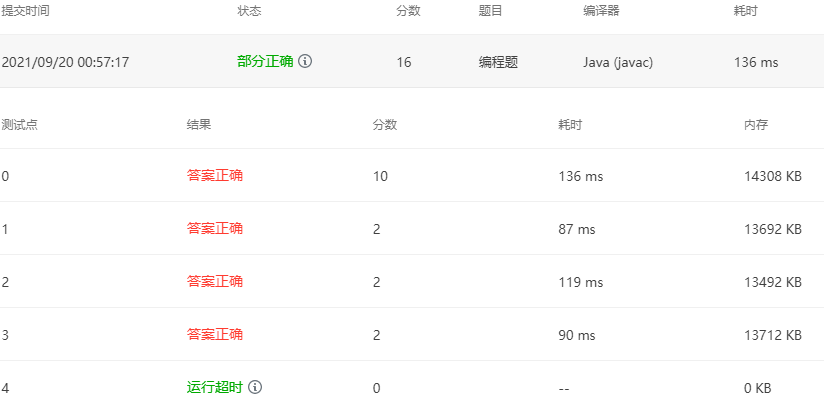 提交时间 状态 分数 题目 编译器 耗时
2021/09/20 00:57:17 部分正确 16 编程题 Java (javac) 136 ms
测试点 结果 分数 耗时 内存
0 答案正确 10 136 ms 14308 KB
1 答案正确 2 87 ms 13692 KB
2 答案正确 2 119 ms 13492 KB
3 答案正确 2 90 ms 13712 KB
4 运行超时 0 -- 0 KB